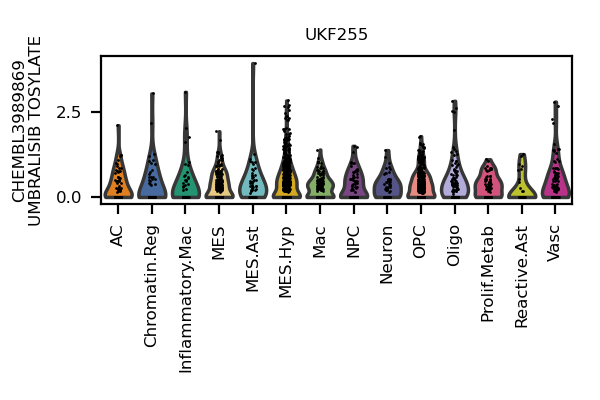 UKF255
CHEMBL3989869
UMBRALISIB TOSYLATE
2.5
0.0
AC
Chromatin.Reg
Inflammatory.Mac
MES
MES.Ast
MES.Hyp
Mac
NPC
Neuron
OPC
Oligo
Prolif.Metab
Reactive.Ast
Vasc